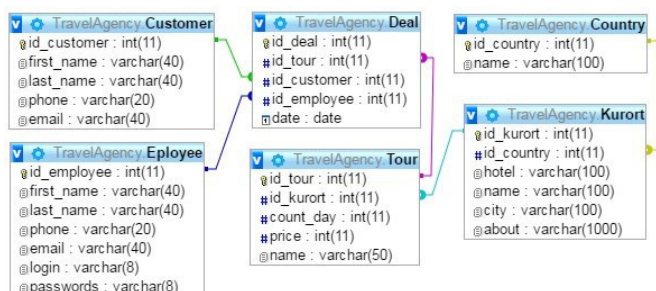 TravelAgency.Customer
id_customer : int(11)
first_name : varchar(40)
last_name : varchar(40)
phone : varchar(20)
email : varchar(40)
TravelAgency.Deal
id_deal : int(11)
#id_tour : int(11)
#id_customer : int(11)
#id_employee : int(11)
date : date
TravelAgency.Country
id_country : int(11)
name : varchar(100)
TravelAgency.Eployee
id_employee : int(11)
first_name : varchar(40)
last_name : varchar(40)
phone : varchar(20)
email : varchar(40)
login : varchar(8)
passwords : varchar(8)
TravelAgency.Tour
id_tour : int(11)
#id_kurort : int(11)
#count_day : int(11)
#price : int(11)
name : varchar(50)
TravelAgency.Kurort
id_kurort : int(11)
#id_country : int(11)
hotel : varchar(100)
name : varchar(100)
city : varchar(100)
about : varchar(1000)